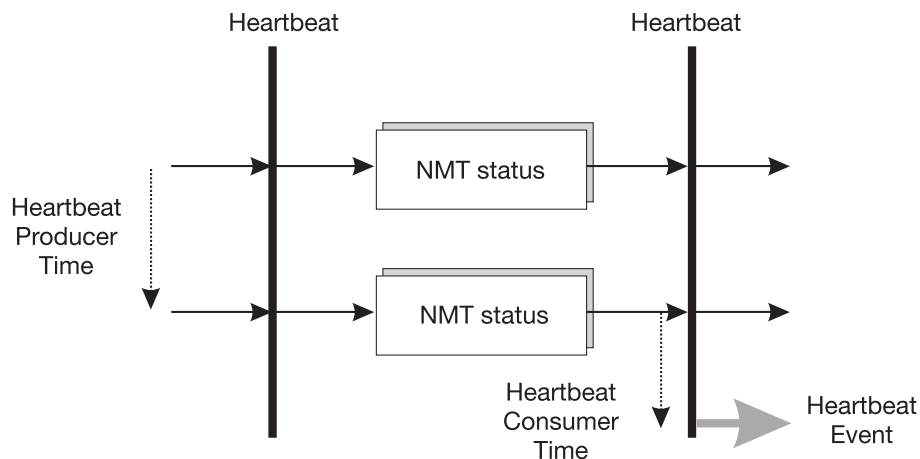 Heartbeat
Heartbeat
NMT status
Heartbeat
Producer
Time
NMT status
Heartbeat
Consumer
Time
Heartbeat
Event